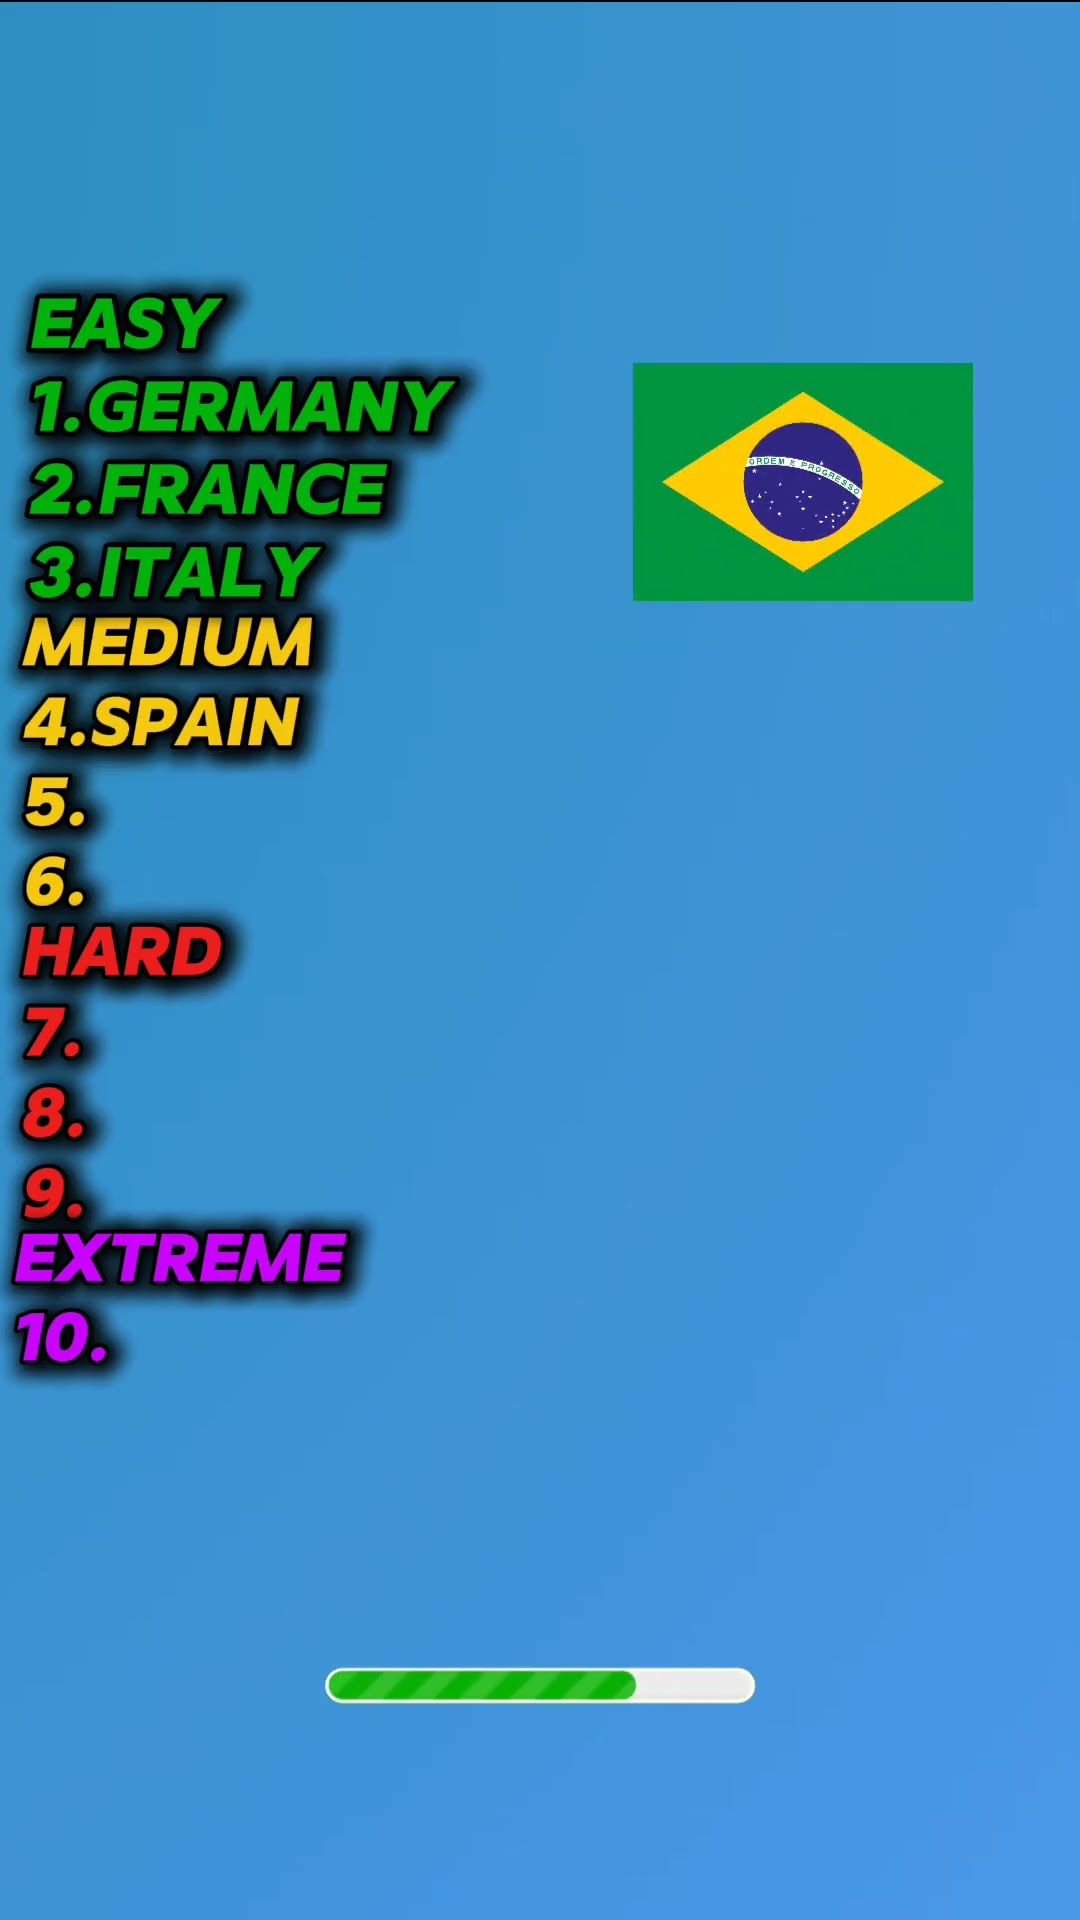 EASY
1.GERMANY
2.FRANCE
3.ITALY
MEDIUM
4.SPAIN
5.
6.
HARD
7.
8.
9.
EXTREME
10.
ORDEM E PROGRESSO